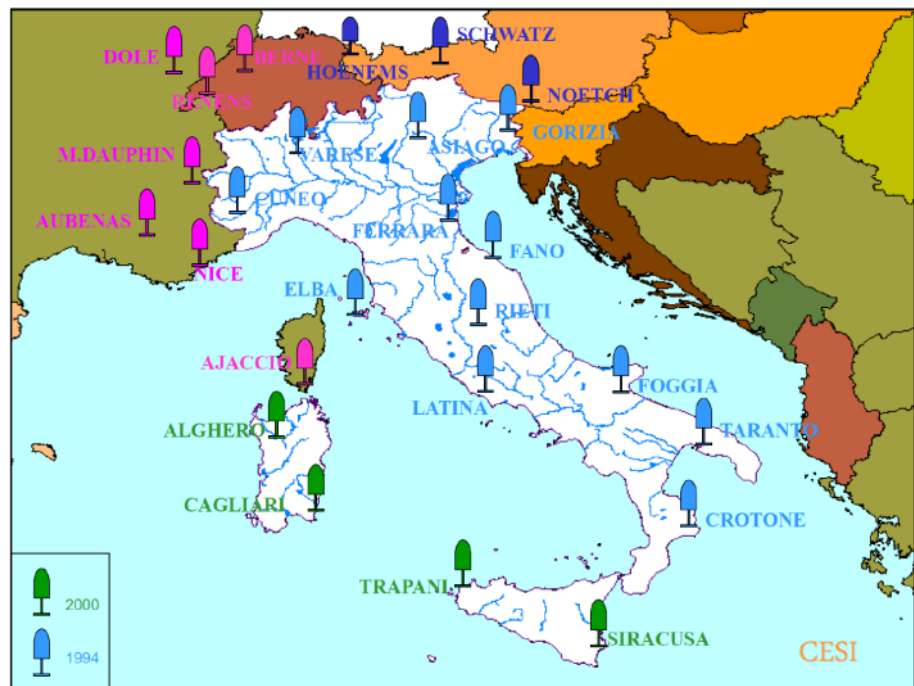 SCHWATZ
DOLE
BERNE
HOENEMS
RENENS
NOETCH
GORIZIA
VARESE
ASIAGO
M.DAUPHIN
CUNEO
AUBENAS
FERRARA
FANO
NICE
ELBA
RIETI
AJACCIO
LATINA
FOGGIA
ALGHERO
TARANTO
CAGLIARI
CROTONE
TRAPANI
2000
SIRACUSA
1994
CESI